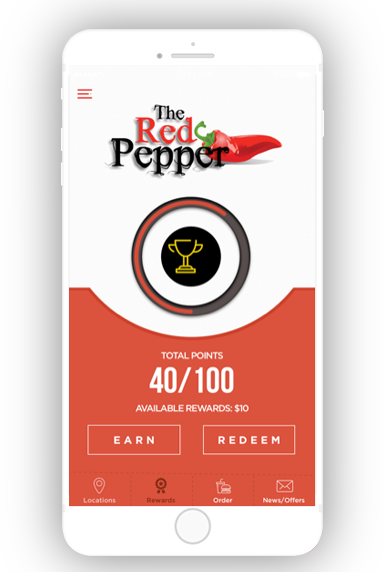 The
Red
Pepper
TOTAL POINTS
40/100
AVAILABLE REWARDS: $10
EARN
REDEEM
Locations
Rewards
Order
News/Offers